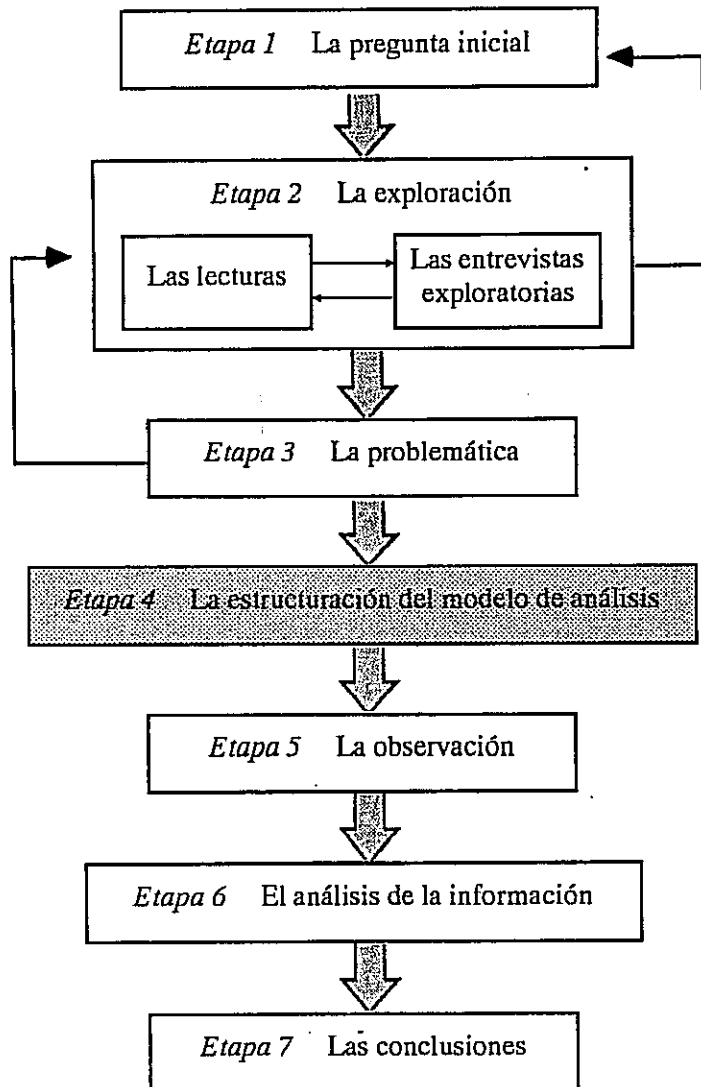 Etapa 1 La pregunta inicial
Etapa 2 La exploración
Las lecturas
Las entrevistas
exploratorias
Etapa 3 La problemática
Etapa 4 La estructuración del modelo de análisis
Etapa 5 La observación
Etapa 6 El análisis de la información
Etapa 7 Las conclusiones